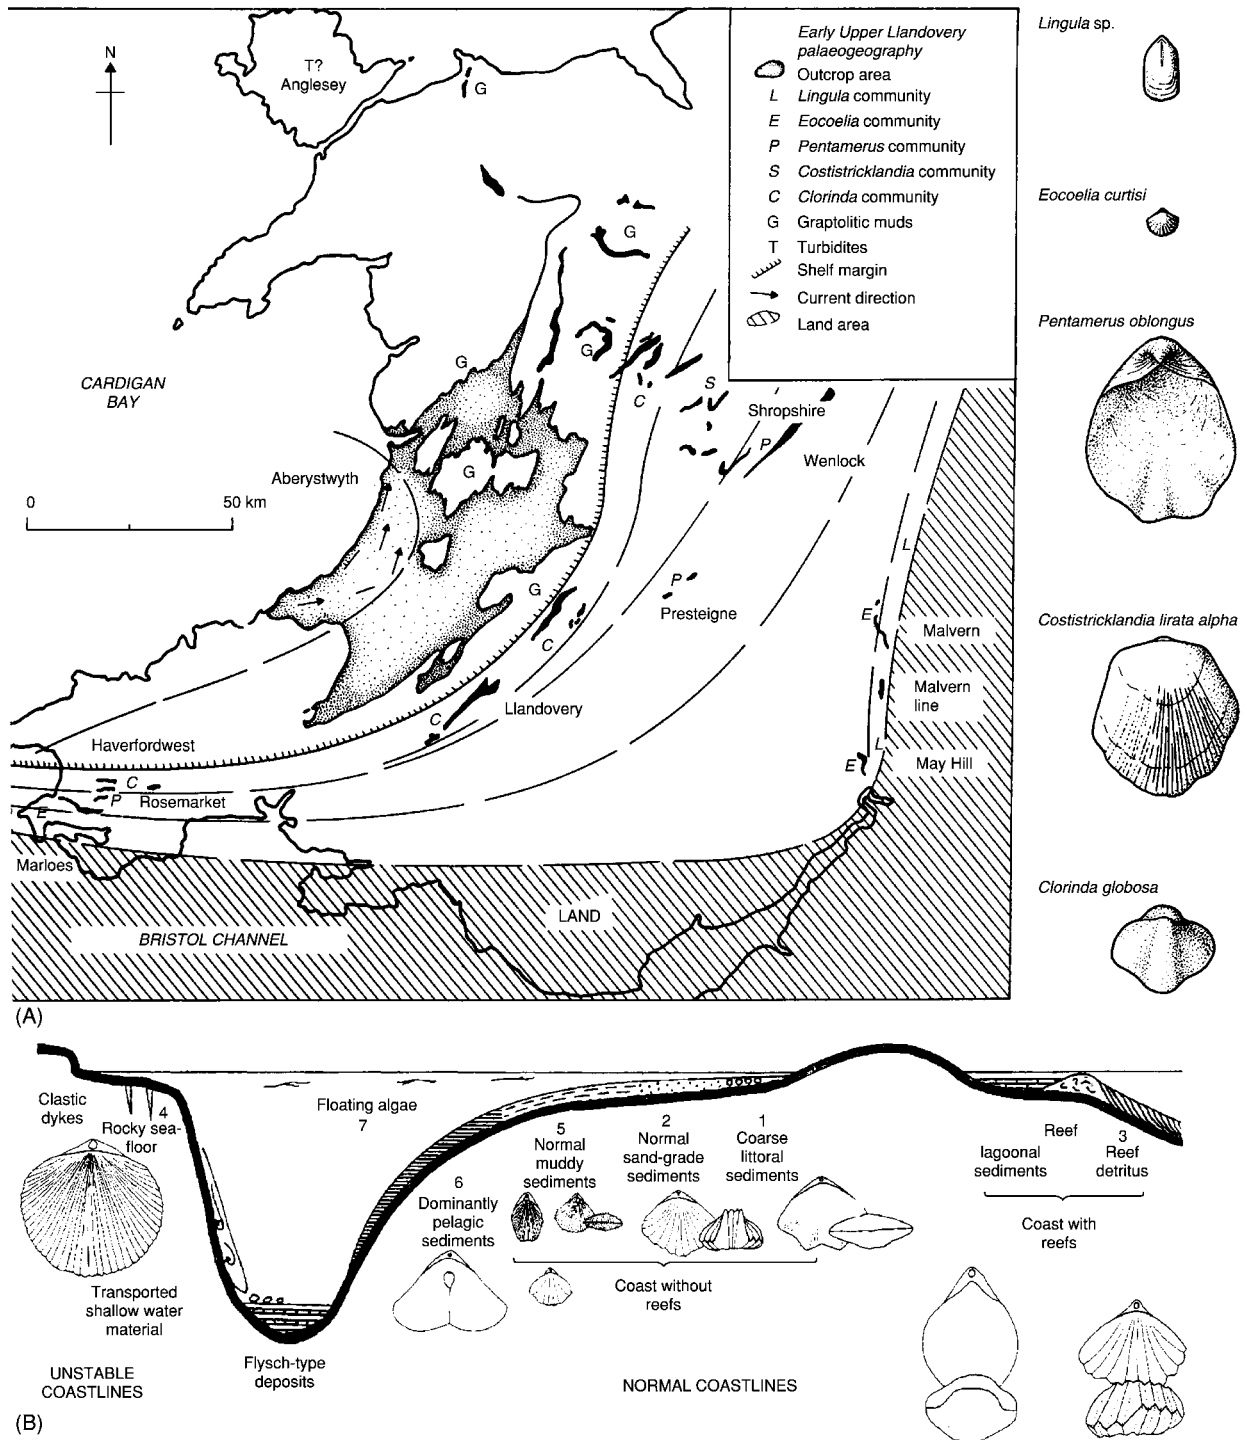 N
T?
Anglesey
G
G
G
G
G
G
CARDIGAN
BAY
Aberystwyth
0
50 km
Early Upper Llandovery
palaeogeography
Outcrop area
L Lingula community
E Eocoelia community
P Pentamerus community
S Costistricklandia community
C Clorinda community
G Graptolitic muds
T Turbidites
Shelf margin
Current direction
Land area
S
C
Shropshire
P
Wenlock
L
P
Presteigne
E
Malvern
Malvern
line
C
Llandovery
C
L
E
May Hill
Haverfordwest
C
P
Rosemarket
E
Marloes
LAND
BRISTOL CHANNEL
Lingula sp.
Eocoelia curtisi
Pentamerus oblongus
Costistricklandia lirata alpha
Clorinda globosa
(A)
Clastic
dykes
4
Rocky sea-
floor
Floating algae
7
5
Normal
muddy
sediments
2
Normal
sand-grade
sediments
1
Coarse
littoral
sediments
Reef
lagoonal
sediments
3
Reef
detritus
6
Dominantly
pelagic
sediments
Coast without
reefs
Coast with
reefs
Transported
shallow water
material
Flysch-type
deposits
UNSTABLE
COASTLINES
NORMAL COASTLINES
(B)